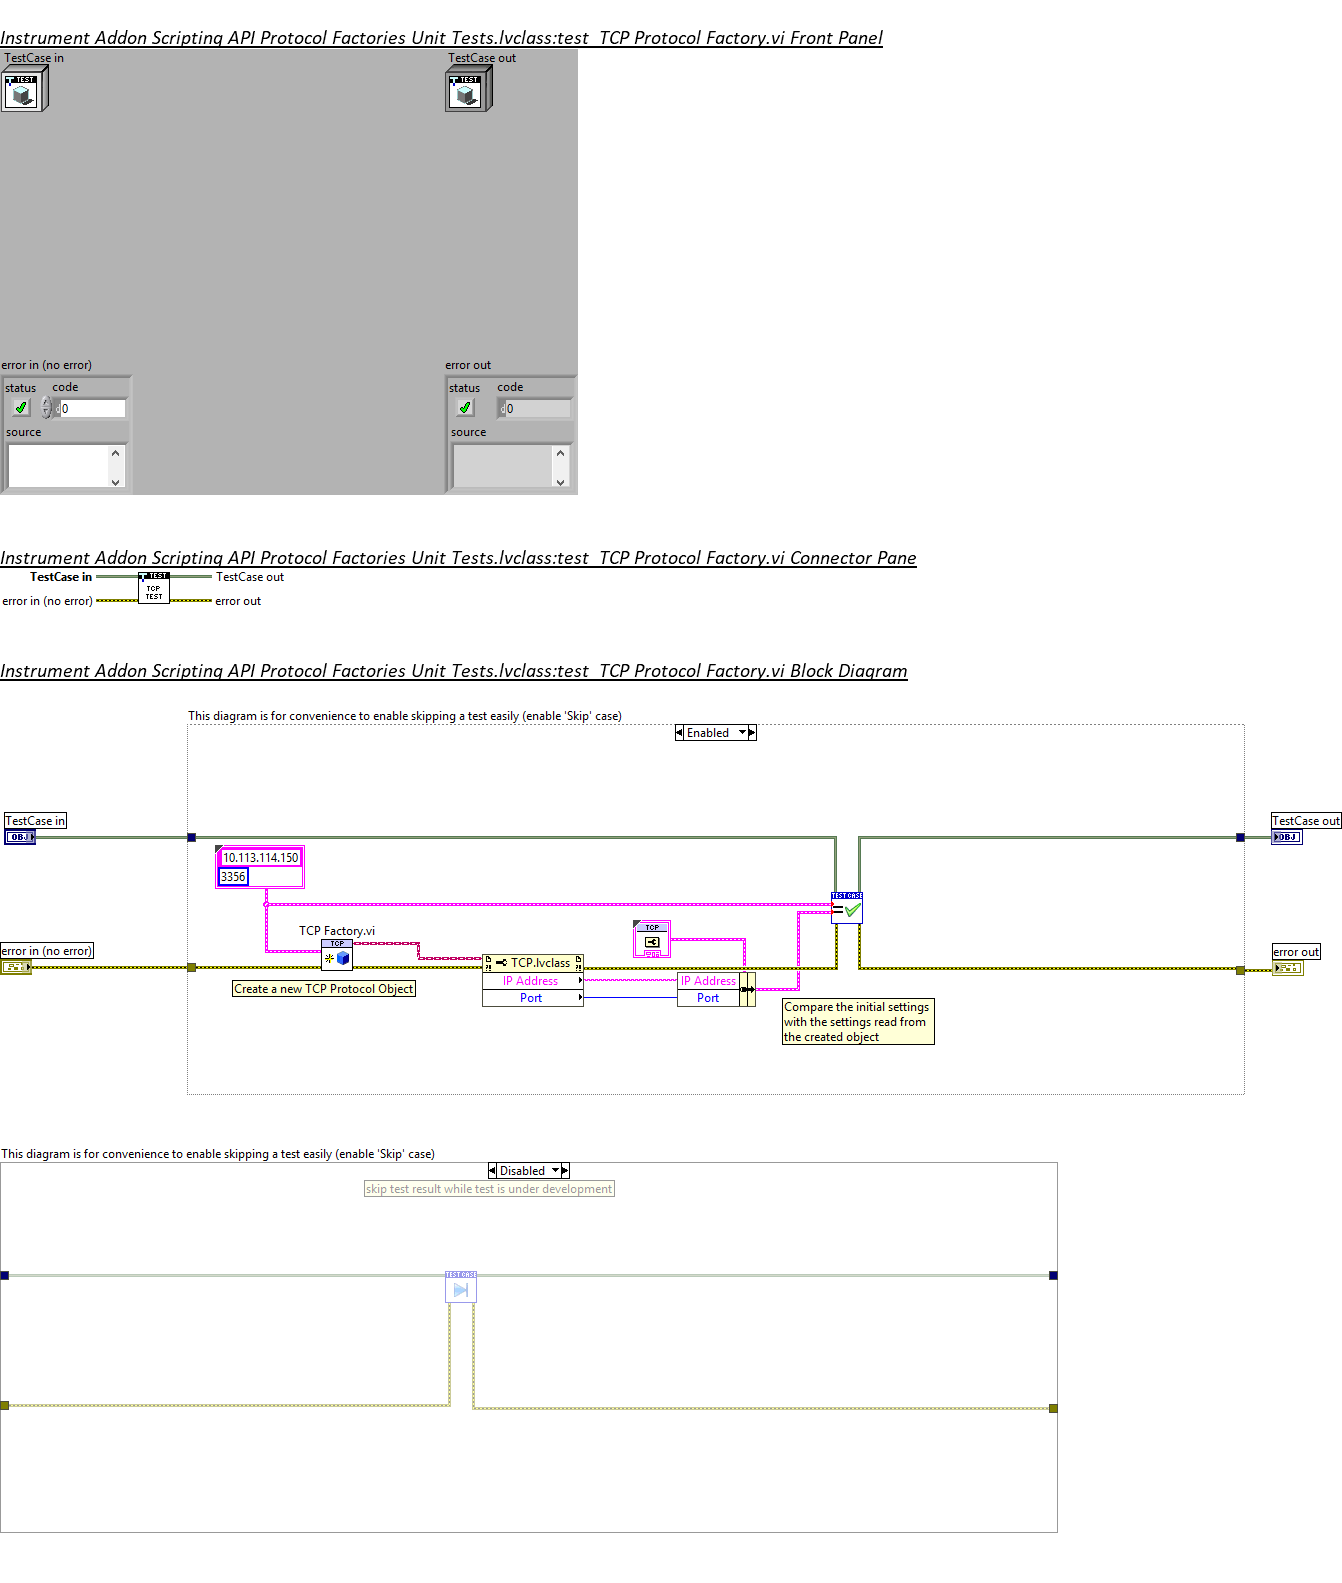 Instrument Addon Scripting API Protocol Factories Unit Tests.lvclass:test_TCP Protocol Factory.vi Front Panel
TestCase in
TestCase out
TEST
TEST
error in (no error)
error out
status
code
status
code
d
0
d
0
source
source
Instrument Addon Scripting API Protocol Factories Unit Tests.lvclass:test_TCP Protocol Factory.vi Connector Pane
TestCase in
TEST
TestCase out
TCP
TEST
error in (no error)
error out
Instrument Addon Scripting API Protocol Factories Unit Tests.lvclass:test_TCP Protocol Factory.vi Block Diagram
This diagram is for convenience to enable skipping a test easily (enable 'Skip' case)
Enabled
TestCase in
OBJ
TestCase out
OBJ
10.113.114.150
3356
TEST CASE
TCP Factory.vi
TCP
TCP
error in (no error)
error out
TCP.lvclass
IP Address
Port
IP Address
Port
Create a new TCP Protocol Object
Compare the initial settings
with the settings read from
the created object
This diagram is for convenience to enable skipping a test easily (enable 'Skip' case)
Disabled
skip test result while test is under development
TEST CASE